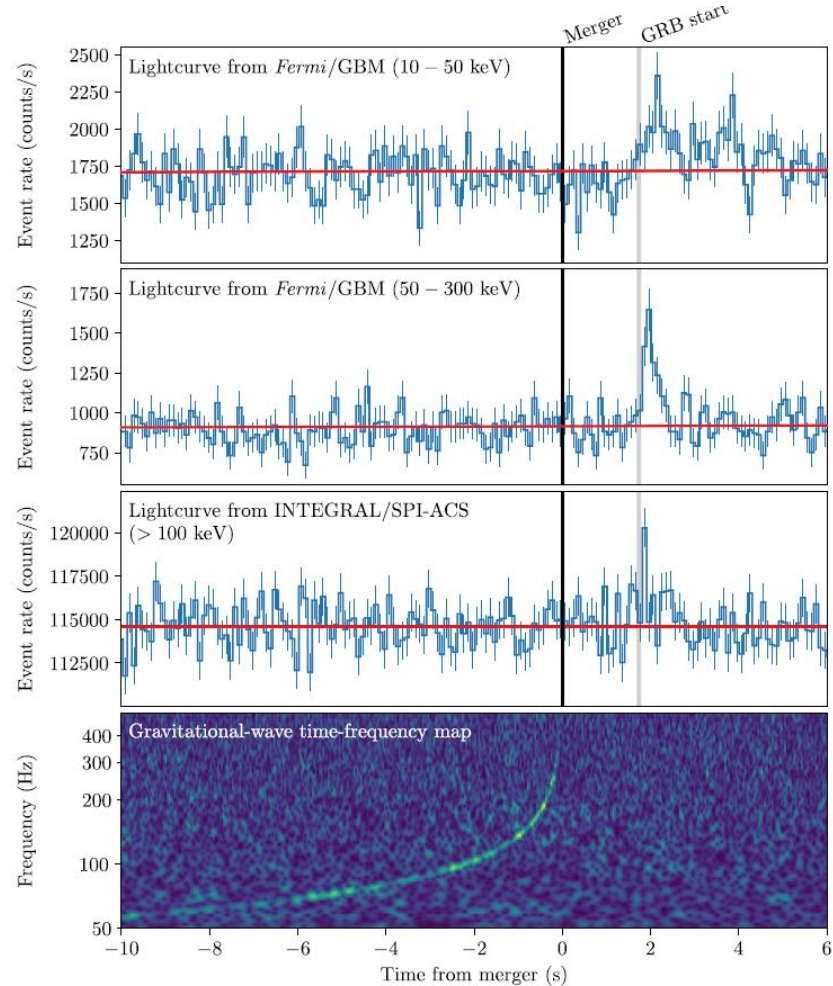 Merger
GRB start
Lightcurve from Fermi/GBM (10 – 50 keV)
Event rate (counts/s)
2500
2250
2000
1750
1500
1250
Lightcurve from Fermi/GBM (50 – 300 keV)
Event rate (counts/s)
1750
1500
1250
1000
750
Lightcurve from INTEGRAL/SPI-ACS
(> 100 keV)
Event rate (counts/s)
120000
117500
115000
112500
Gravitational-wave time-frequency map
Frequency (Hz)
400
300
200
100
50
−10 −8 −6 −4 −2 0 2 4 6
Time from merger (s)